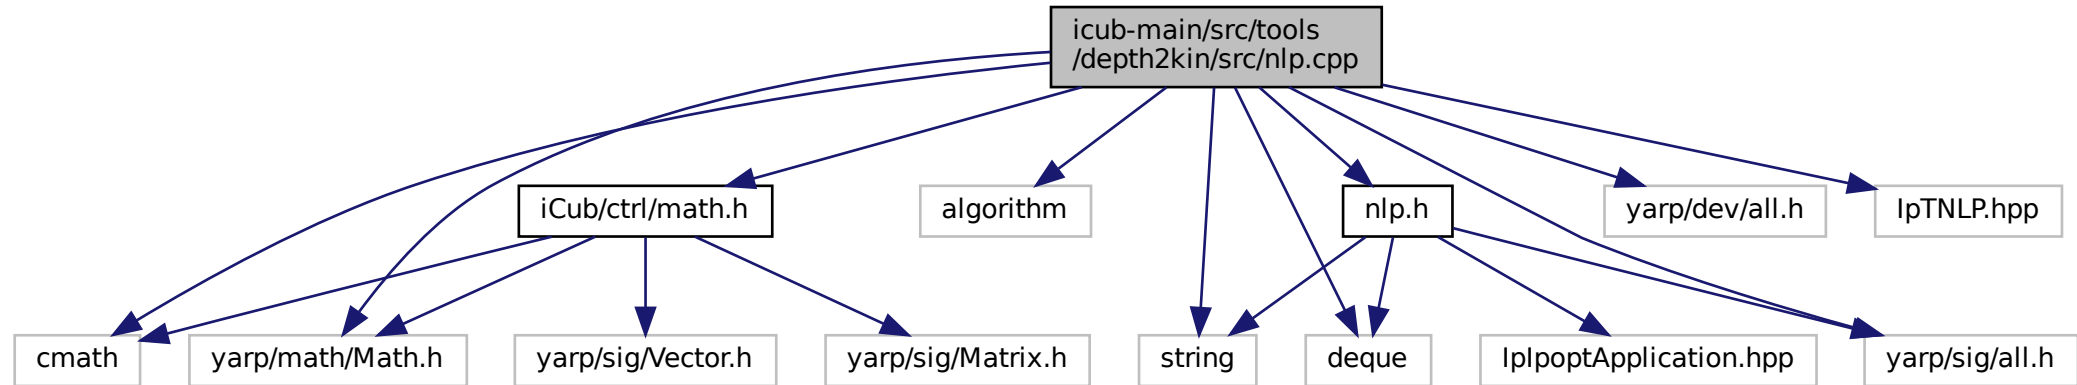 icub-main/src/tools
/depth2kin/src/nlp.cpp
iCub/ctrl/math.h
algorithm
nlp.h
yarp/dev/all.h
IpTNLP.hpp
cmath
yarp/math/Math.h
yarp/sig/Vector.h
yarp/sig/Matrix.h
string
deque
IpIpoptApplication.hpp
yarp/sig/all.h